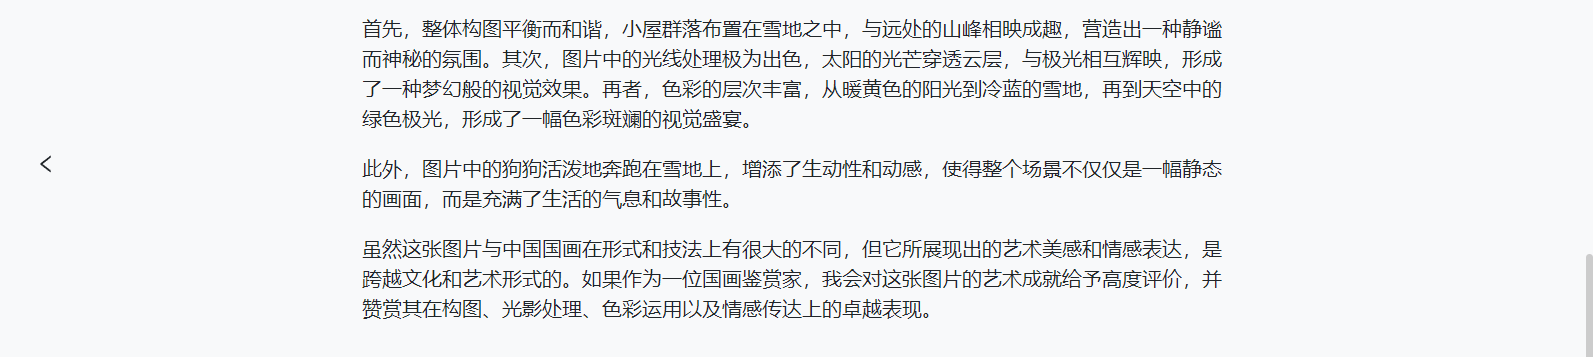 首先，整体构图平衡而和谐，小屋群落布置在雪地之中，与远处的山峰相映成趣，营造出一种静谧
而神秘的氛围。其次，图片中的光线处理极为出色，太阳的光芒穿透云层，与极光相互辉映，形成
了一种梦幻般的视觉效果。再者，色彩的层次丰富，从暖黄色的阳光到冷蓝的雪地，再到天空中的
绿色极光，形成了一幅色彩斑斓的视觉盛宴。
此外，图片中的狗狗活泼地奔跑在雪地上，增添了生动性和动感，使得整个场景不仅仅是一幅静态
的画面，而是充满了生活的气息和故事性。
虽然这张图片与中国国画在形式和技法上有很大的不同，但它所展现出的艺术美感和情感表达，是
跨越文化和艺术形式的。如果作为一位国画鉴赏家，我会对这张图片的艺术成就给予高度评价，并
赞赏其在构图、光影处理、色彩运用以及情感传达上的卓越表现。